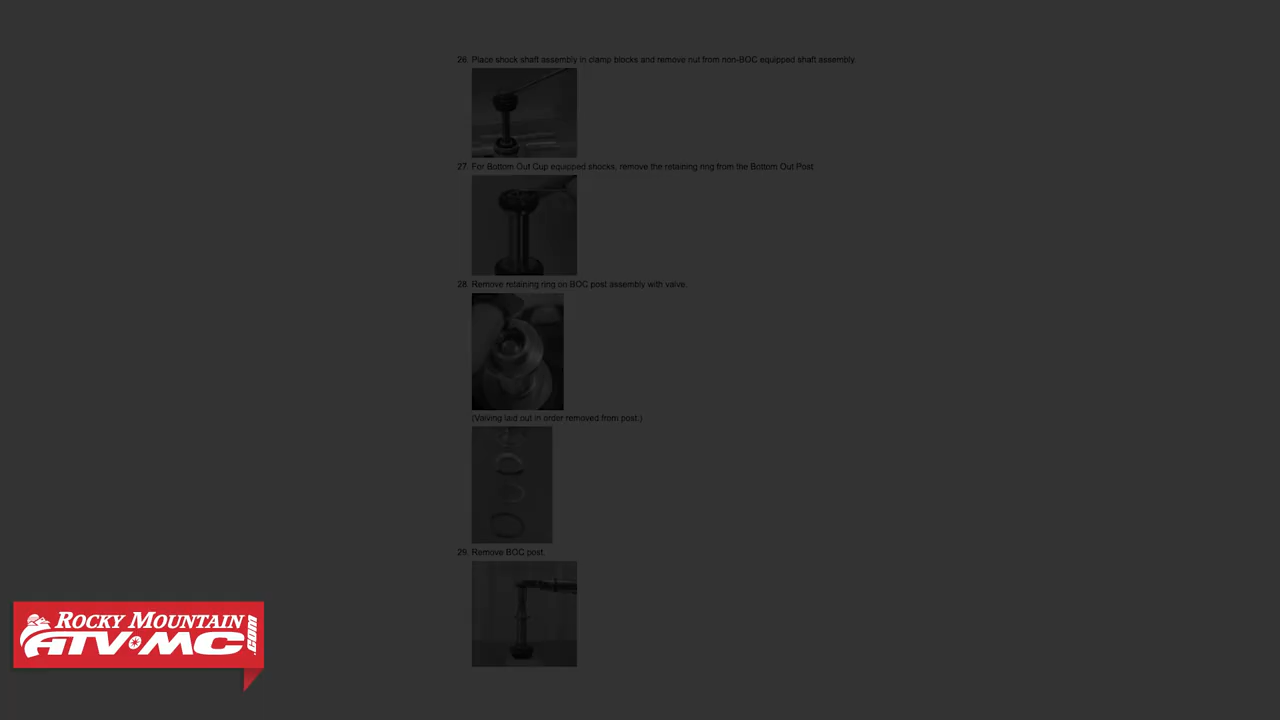 26. Place shock shaft assembly in clamp blocks and remove nut from non-BOC equipped shaft assembly.
27. For Bottom Out Cup equipped shocks, remove the retaining ring from the Bottom Out Post
28. Remove retaining ring on BOC post assembly with valve.
(Valving laid out in order removed from post.)
29. Remove BOC post.
ROCKY MOUNTAIN
ATV MC .COM